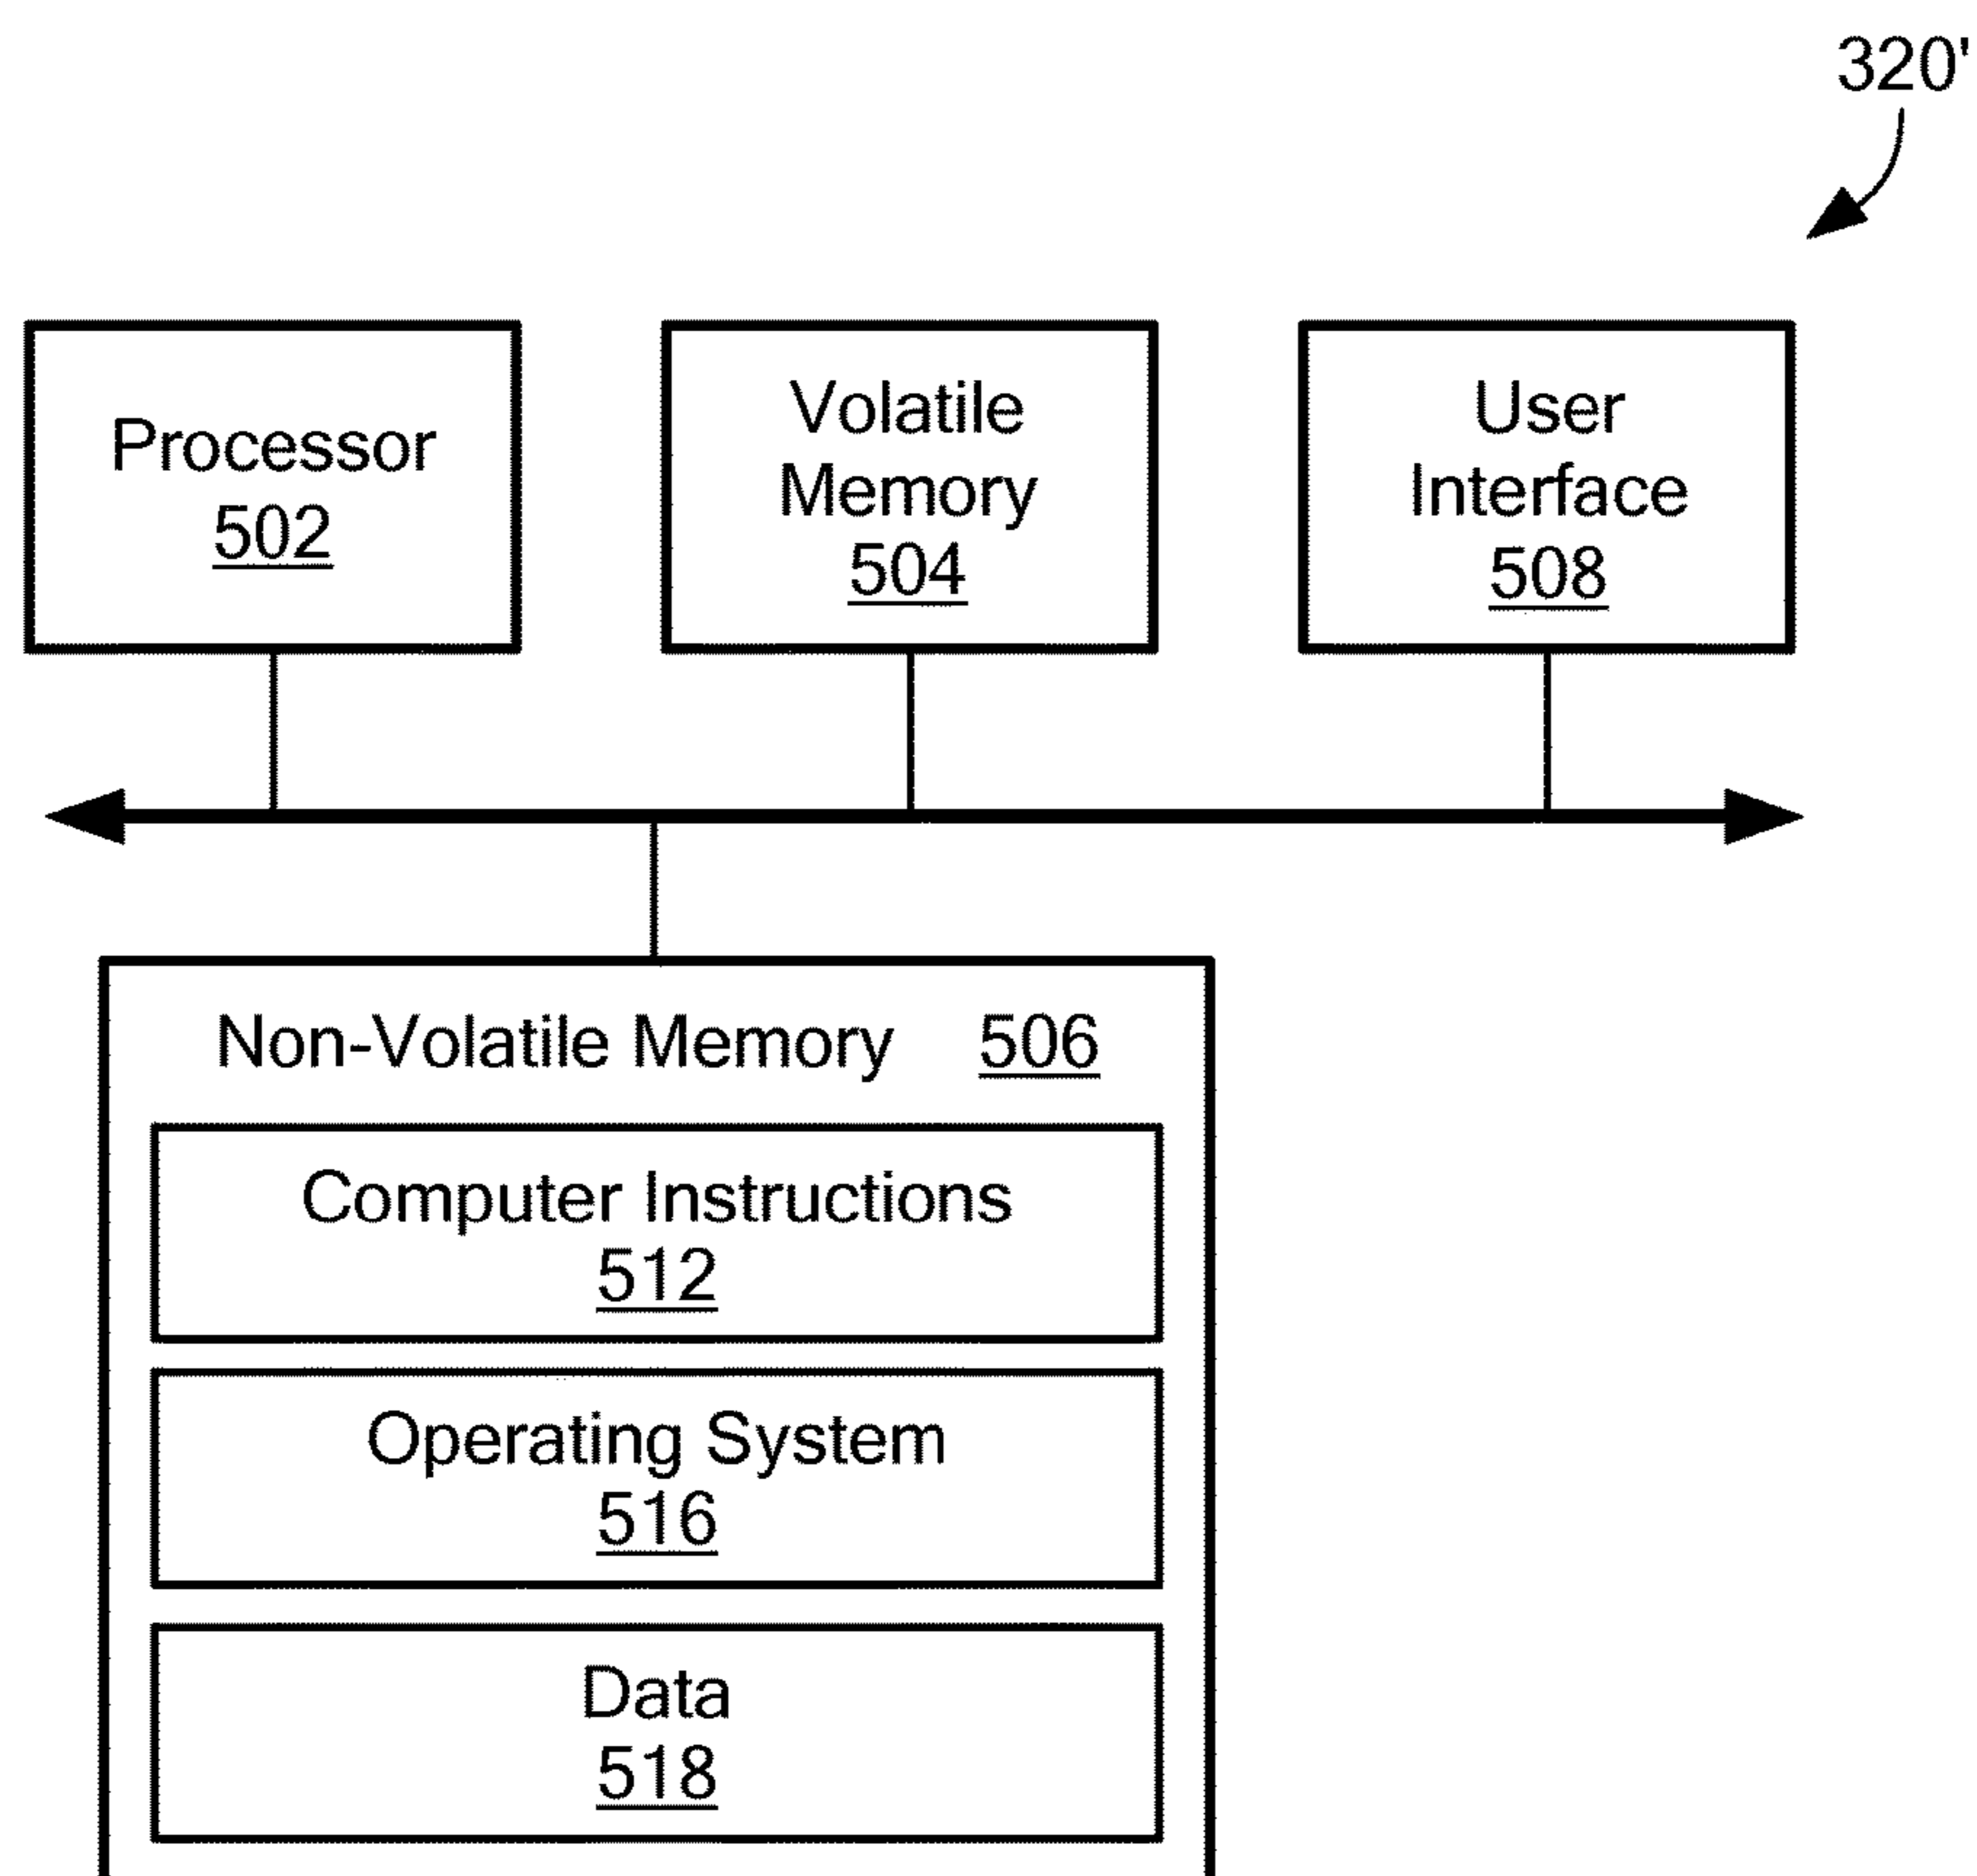 320'
Processor
502
Volatile
Memory
504
User
Interface
508
Non-Volatile Memory 506
Computer Instructions
512
Operating System
516
Data
518